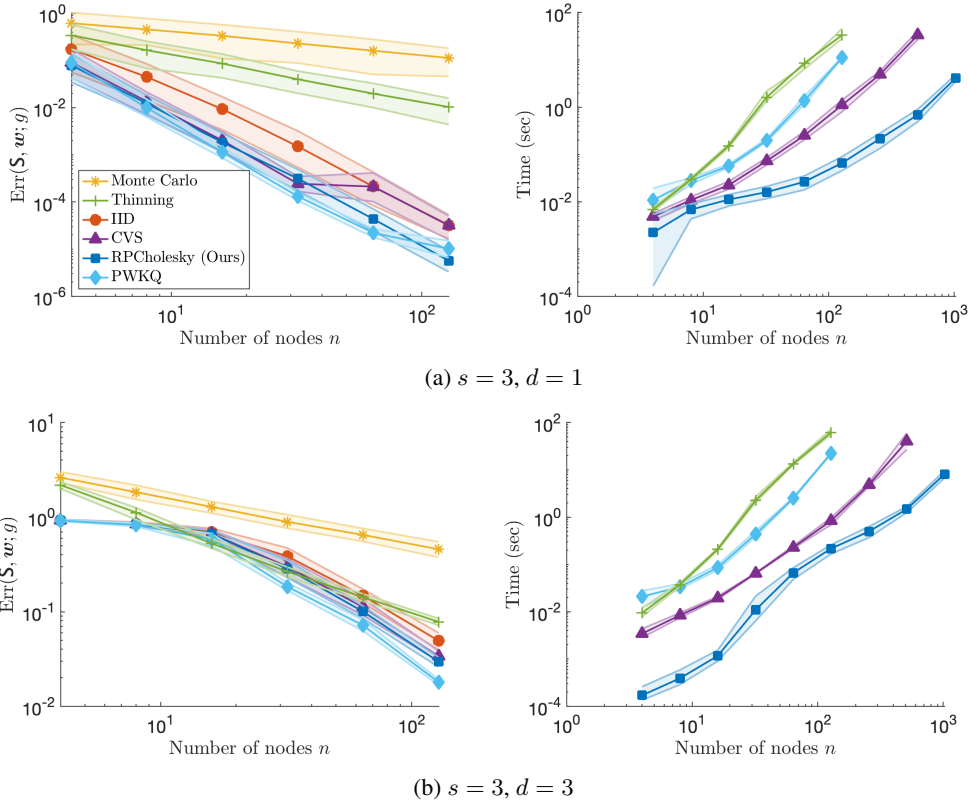 10^0
10^-2
10^-4
10^-6
Err(S, w; g)
Monte Carlo
Thinning
IID
CVS
RPCholesky (Ours)
PWKQ
10^1
10^2
Number of nodes n
10^2
10^0
10^-2
10^-4
Time (sec)
10^0
10^1
10^2
10^3
Number of nodes n
(a) s = 3, d = 1
10^1
10^0
10^-1
10^-2
Err(S, w; g)
10^1
10^2
Number of nodes n
10^2
10^0
10^-2
10^-4
Time (sec)
10^0
10^1
10^2
10^3
Number of nodes n
(b) s = 3, d = 3